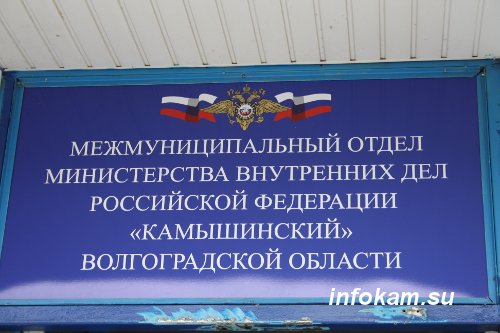 МЕЖМУНИЦИПАЛЬНЫЙ ОТДЕЛ
МИНИСТЕРСТВА ВНУТРЕННИХ ДЕЛ
РОССИЙСКОЙ ФЕДЕРАЦИИ
«КАМЫШИНСКИЙ»
ВОЛГОГРАДСКОЙ ОБЛАСТИ
infokam.su